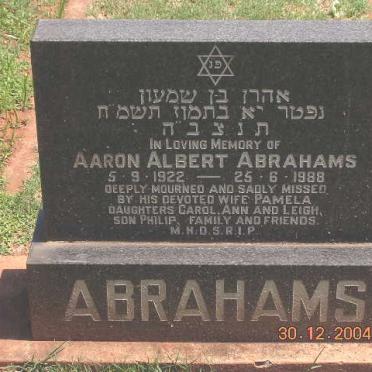 פנ
אהרן בן שמעון
נפטר יא בתמוז תשמ"ח
ת נ צ ב ה
IN LOVING MEMORY OF
AARON ALBERT ABRAHAMS
5-9-1922 — 25-6-1988
DEEPLY MOURNED AND SADLY MISSED
BY HIS DEVOTED WIFE PAMELA
DAUGHTERS CAROL, ANN AND LEIGH,
SON PHILIP, FAMILY AND FRIENDS.
M.H.D.S.R.I.P.
ABRAHAMS
30.12.2004